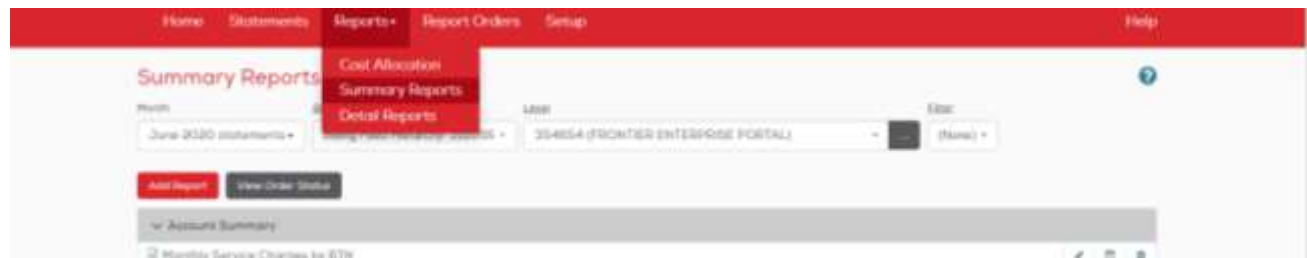 Home Statements Reports Report Orders Setup Help
Cost Allocation
Summary Reports
Summary Reports
Detail Reports
Month Level Filter
June 2020 statements 354654 (FRONTIER ENTERPRISE PORTAL) ... (None)
Add Report View Order Status
Account Summary
Monthly Service Charges by BTN